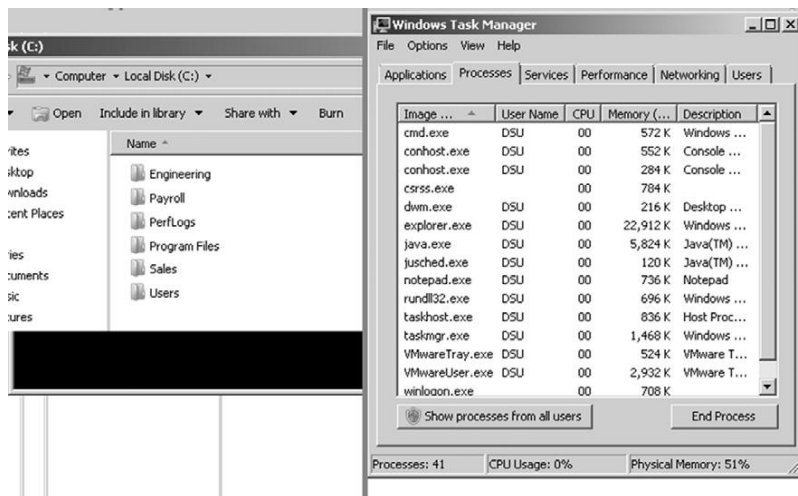 sk (C:)
Computer Local Disk (C:)
Open Include in library Share with Burn
Name
rites
sktop
wnloads
cent Places
ries
cuments
sic
tures
Engineering
Payroll
PerfLogs
Program Files
Sales
Users
Windows Task Manager
File Options View Help
Applications Processes Services Performance Networking Users
Image ... User Name CPU Memory (... Description
cmd.exe DSU 00 572 K Windows ...
conhost.exe DSU 00 552 K Console ...
conhost.exe DSU 00 284 K Console ...
csrss.exe 00 784 K
dwm.exe DSU 00 216 K Desktop ...
explorer.exe DSU 00 22,912 K Windows ...
java.exe DSU 00 5,824 K Java(TM) ...
jusched.exe DSU 00 120 K Java(TM) ...
notepad.exe DSU 00 736 K Notepad
rundll32.exe DSU 00 696 K Windows ...
taskhost.exe DSU 00 836 K Host Proc...
taskmgr.exe DSU 00 1,468 K Windows ...
VMwareTray.exe DSU 00 524 K VMware T...
VMwareUser.exe DSU 00 2,932 K VMware T...
winlogon.exe 00 708 K
Show processes from all users End Process
Processes: 41 CPU Usage: 0% Physical Memory: 51%